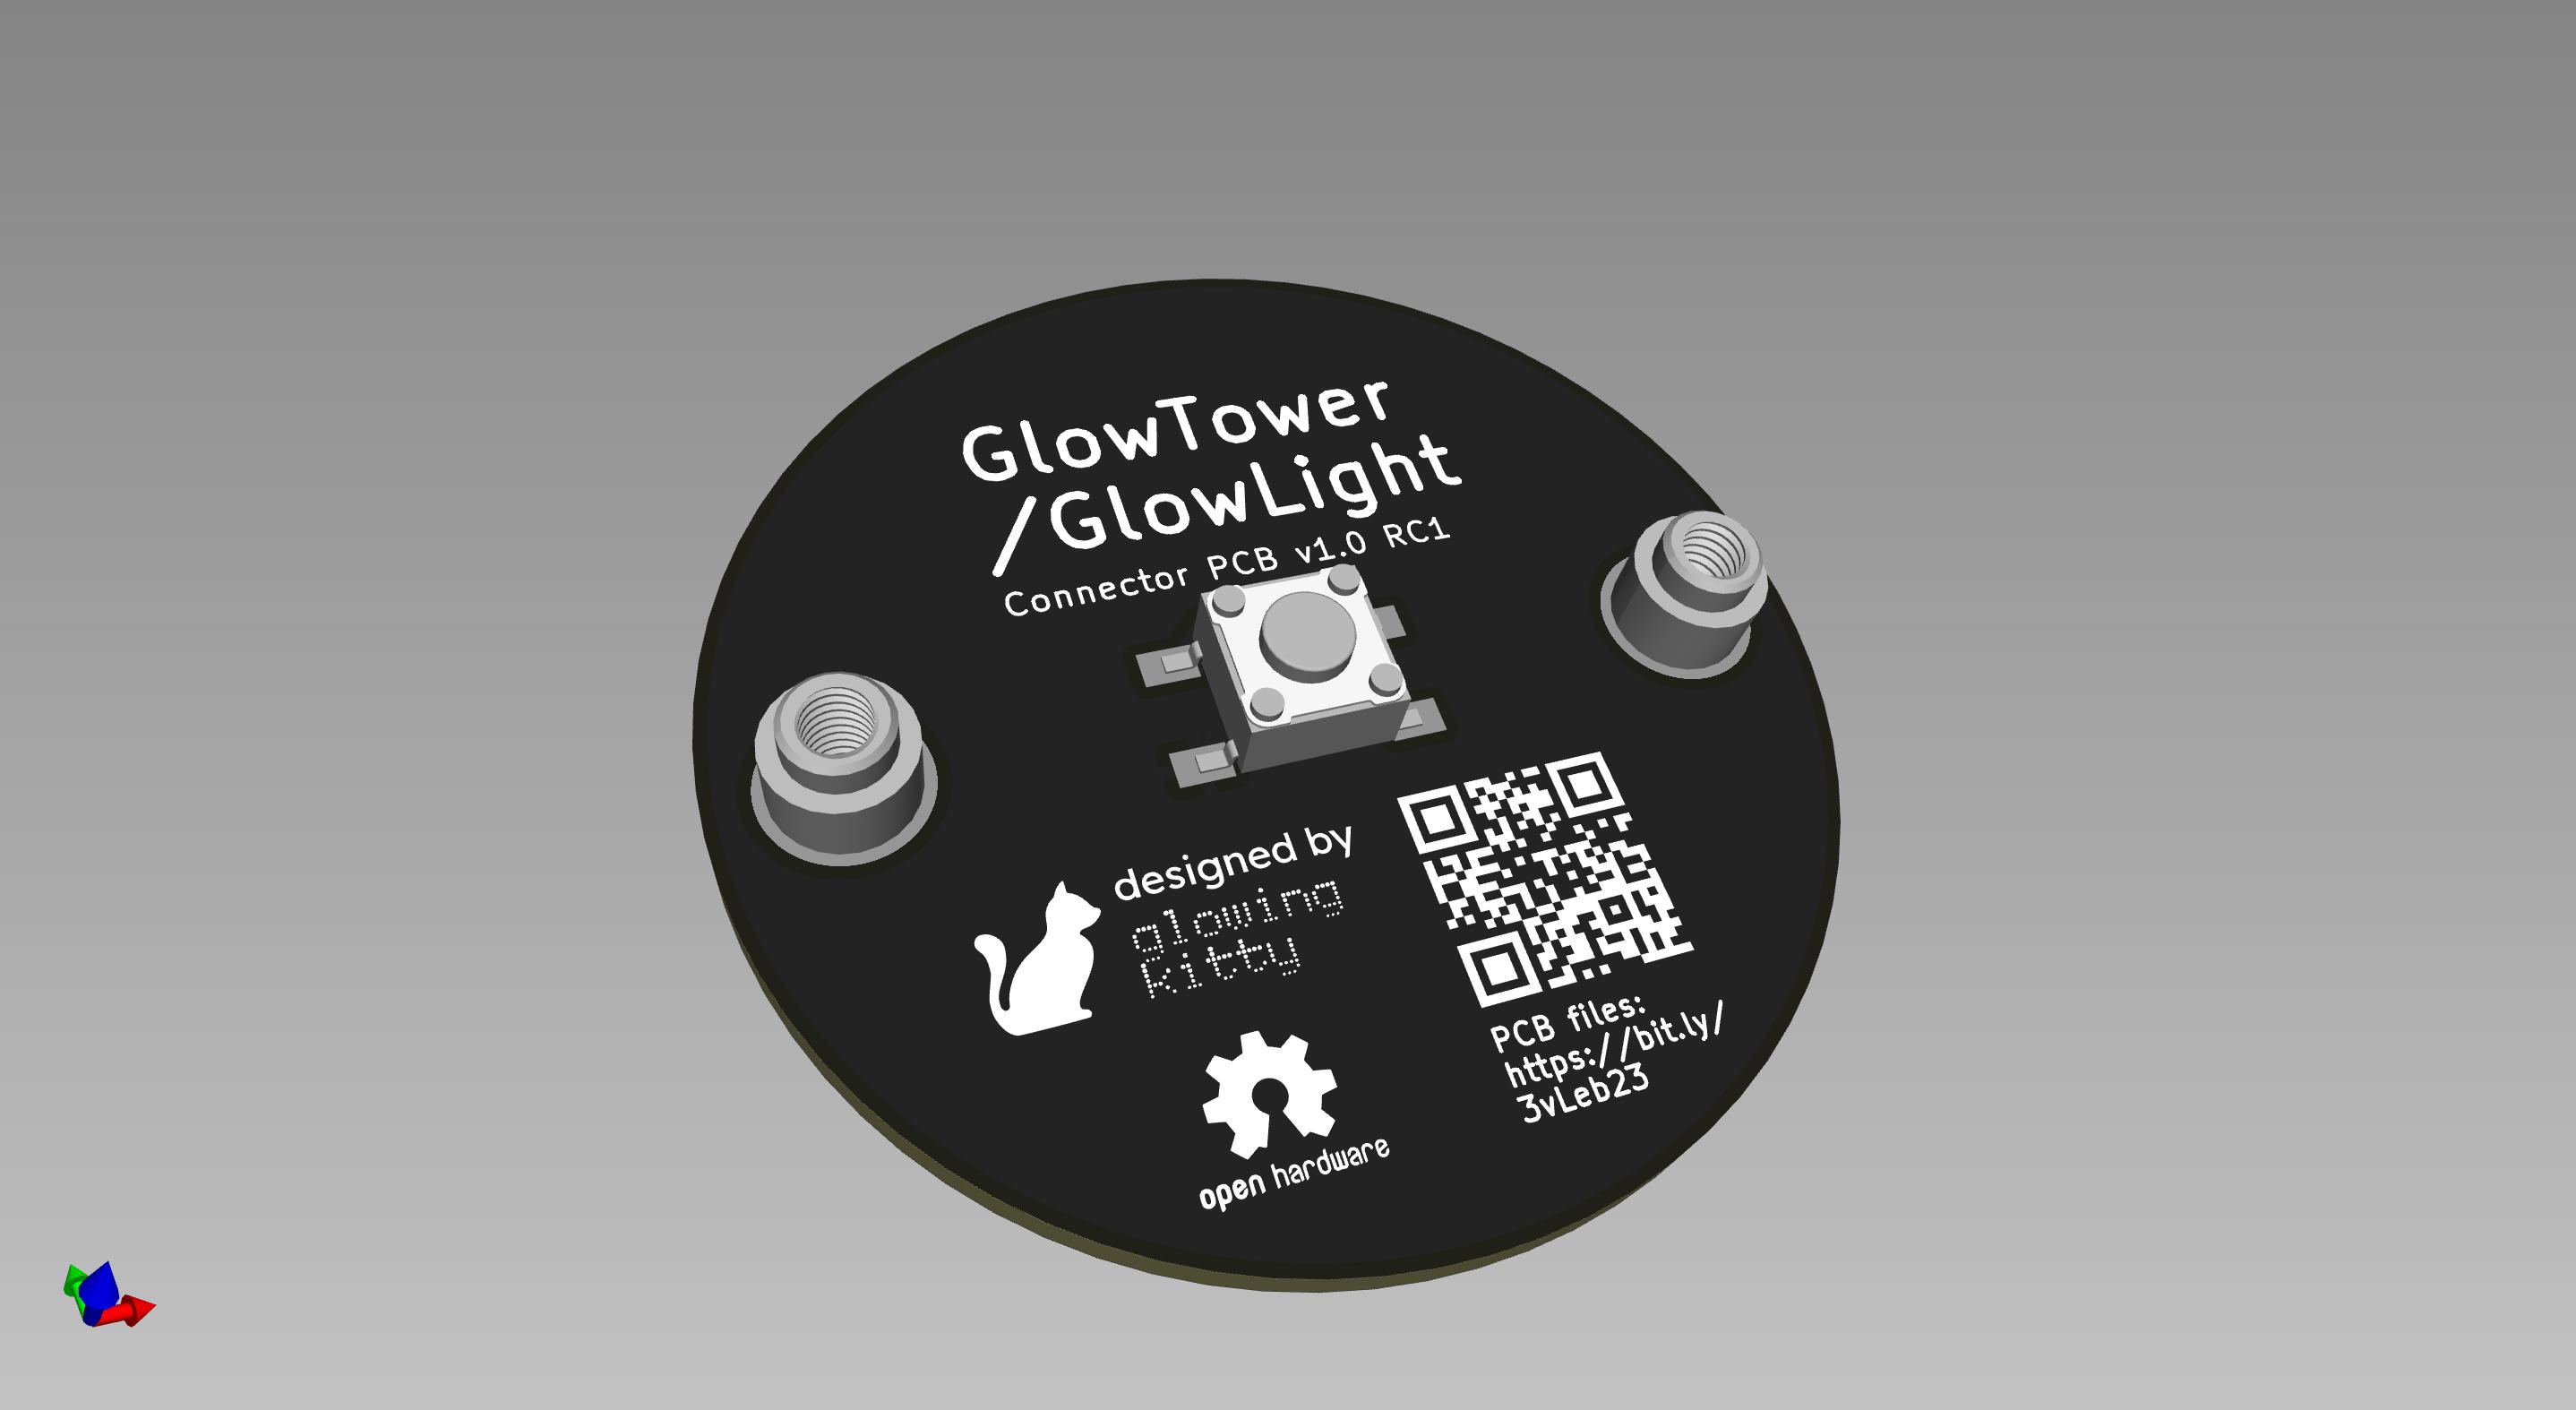 GlowTower
/GlowLight
Connector PCB v1.0 RC1
designed by
glowing
kitty
PCB files:
https://bit.ly/
3vLeb23
open hardware